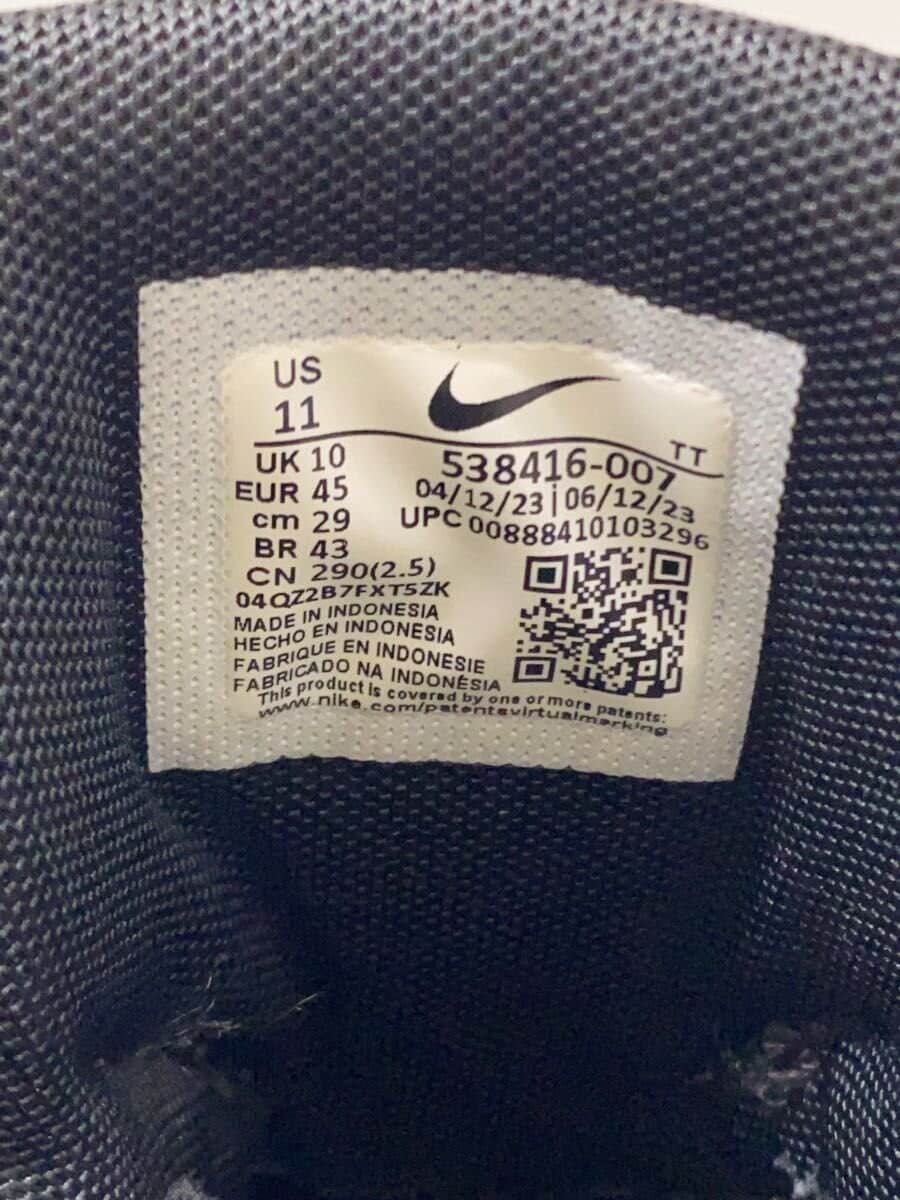 US
11
TT
UK 10
538416-007
EUR 45
04/12/23|06/12/23
cm 29
UPC 00888410103296
BR 43
CN 290(2.5)
04QZ2B7FXT5ZK
MADE IN INDONESIA
HECHO EN INDONESIA
FABRIQUE EN INDONESIE
FABRICADO NA INDONÉSIA
This product is covered by one or more patents:
www.nike.com/patentsvirtualmarking